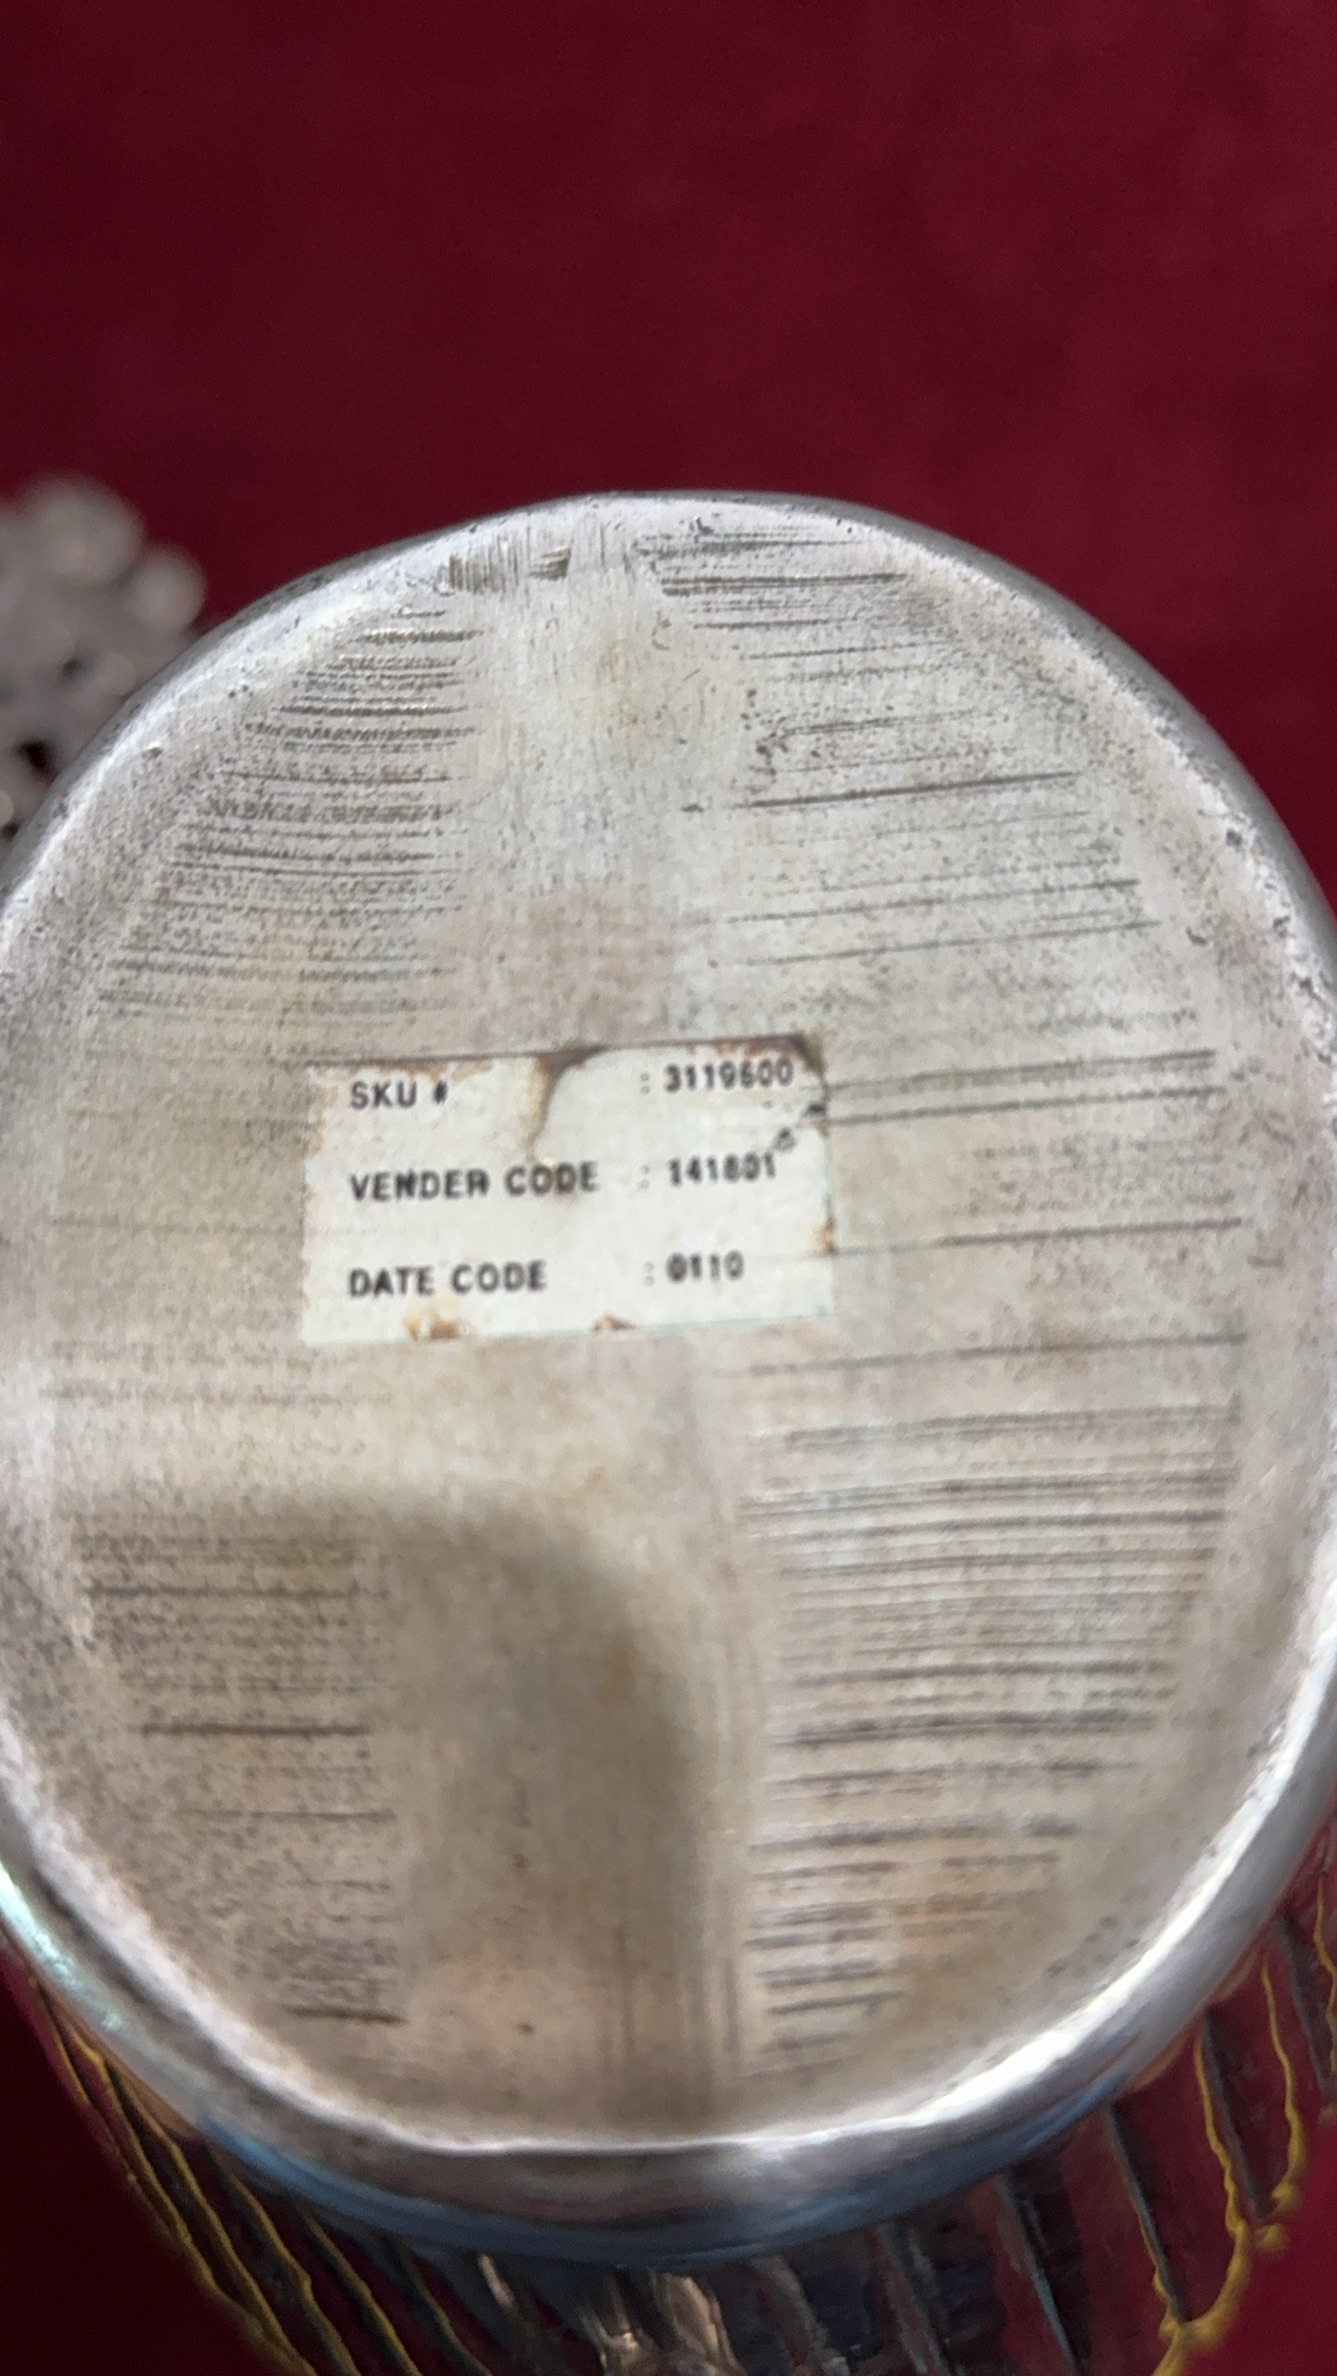 SKU # : 3119600
VENDER CODE : 141801
DATE CODE : 0110